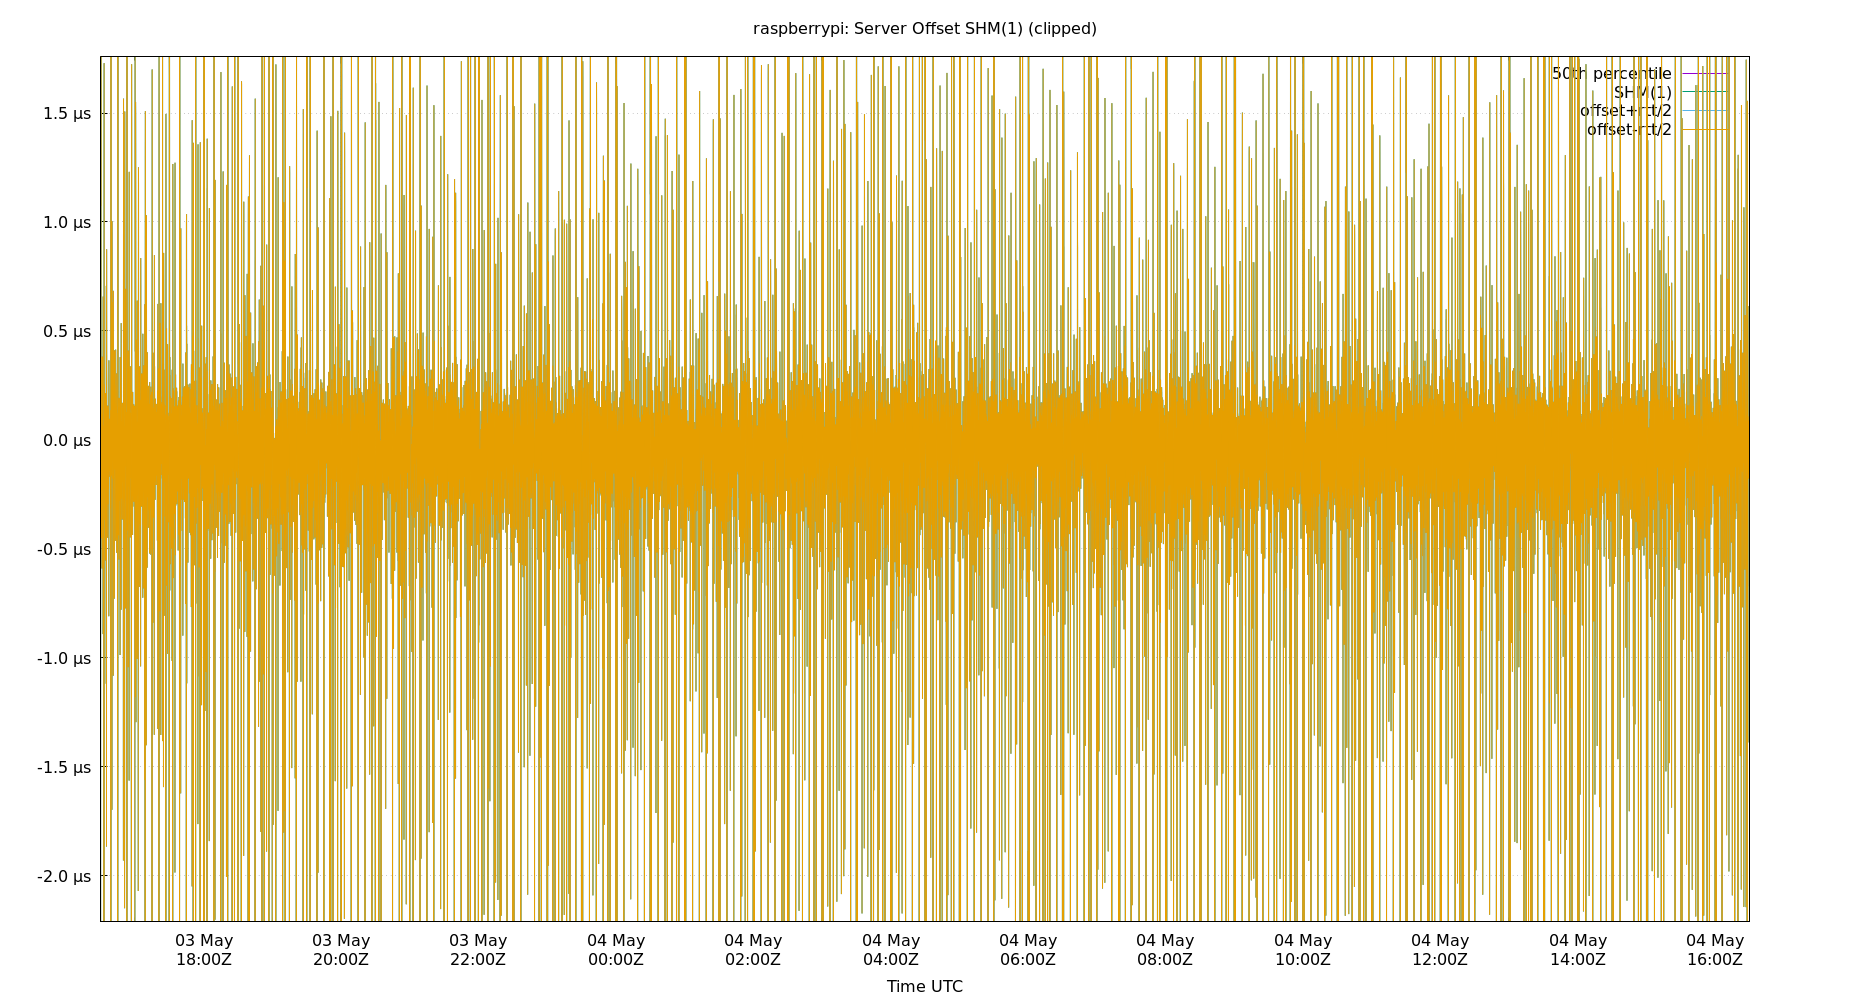 raspberrypi: Server Offset SHM(1) (clipped)
50th percentile
SHM(1)
offset+rtt/2
offset-rtt/2
1.5 µs
1.0 µs
0.5 µs
0.0 µs
-0.5 µs
-1.0 µs
-1.5 µs
-2.0 µs
03 May 03 May 03 May 04 May 04 May 04 May 04 May 04 May 04 May 04 May 04 May 04 May
18:00Z 20:00Z 22:00Z 00:00Z 02:00Z 04:00Z 06:00Z 08:00Z 10:00Z 12:00Z 14:00Z 16:00Z
Time UTC